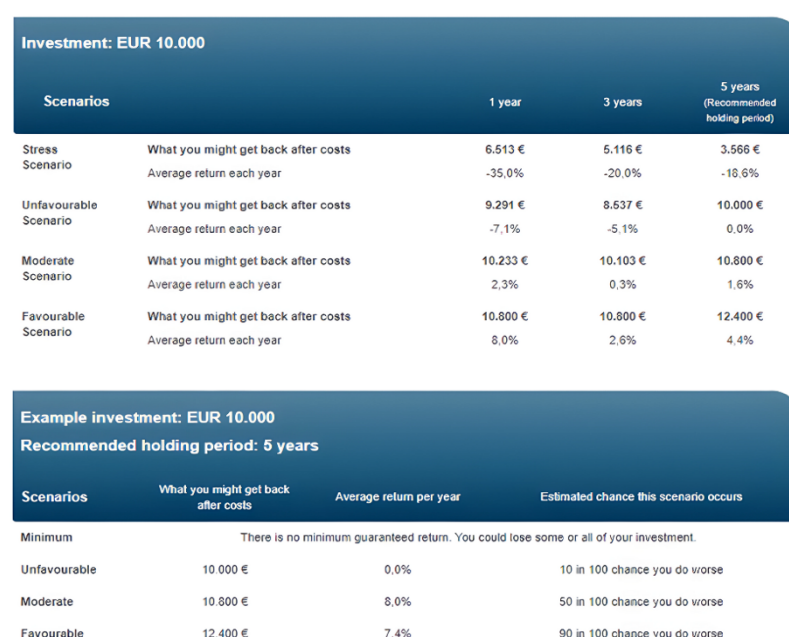 Investment: EUR 10.000
Scenarios 1 year 3 years 5 years
(Recommended
holding period)
Stress
Scenario
What you might get back after costs 6.513 € 5.116 € 3.566 €
Average return each year -35,0% -20,0% -18,6%
Unfavourable
Scenario
What you might get back after costs 9.291 € 8.537 € 10.000 €
Average return each year -7,1% -5,1% 0,0%
Moderate
Scenario
What you might get back after costs 10.233 € 10.103 € 10.800 €
Average return each year 2,3% 0,3% 1,6%
Favourable
Scenario
What you might get back after costs 10.800 € 10.800 € 12.400 €
Average return each year 8,0% 2,6% 4,4%
Example investment: EUR 10.000
Recommended holding period: 5 years
Scenarios What you might get back
after costs
Average return per year Estimated chance this scenario occurs
Minimum There is no minimum guaranteed return. You could lose some or all of your investment.
Unfavourable 10.000 € 0,0% 10 in 100 chance you do worse
Moderate 10.800 € 8,0% 50 in 100 chance you do worse
Favourable 12.400 € 7,4% 90 in 100 chance you do worse